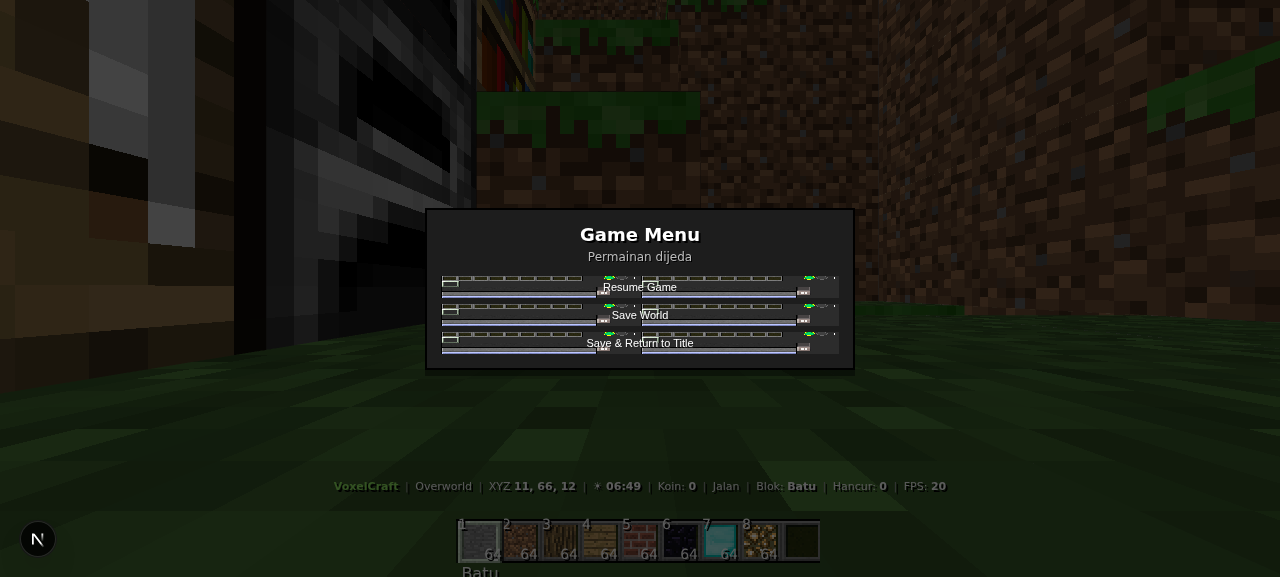 Game Menu
Permainan dijeda
Resume Game
Save World
Save & Return to Title
VoxelCraft | Overworld | XYZ 11, 66, 12 | ☀ 06:49 | Koin: 0 | Jalan | Blok: Batu | Hancur: 0 | FPS: 20
1 2 3 4 5 6 7 8
64 64 64 64 64 64 64 64
Batu
N